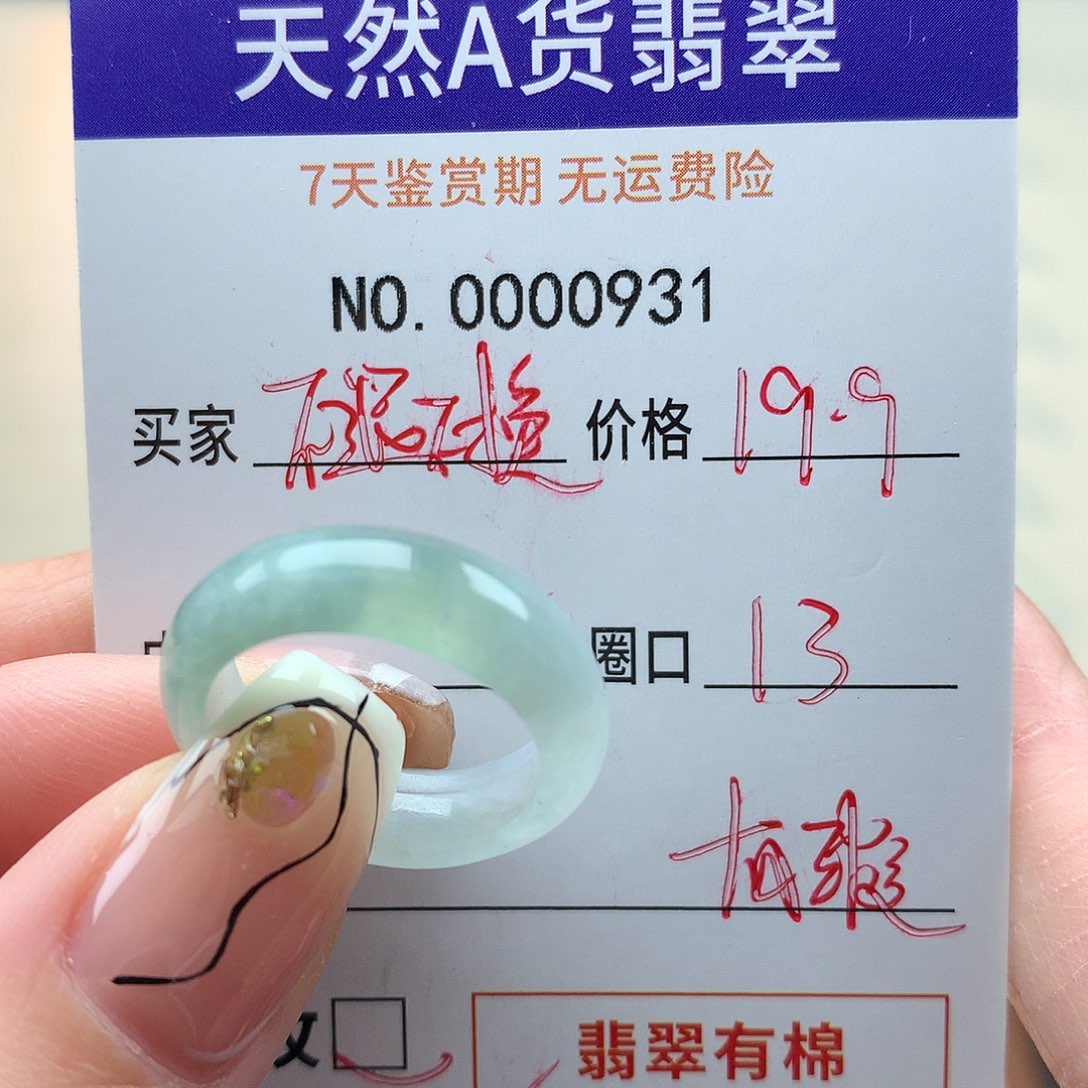 天然A货翡翠
7天鉴赏期 无运费险
NO. 0000931
买家 价格 19.9
圈口 13
翡翠有棉